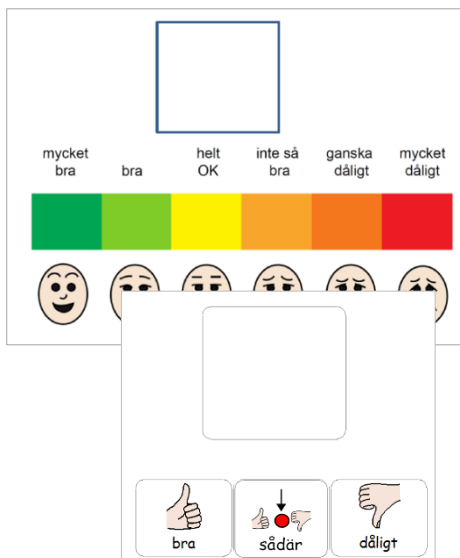 mycket bra
bra
helt OK
inte så bra
ganska dåligt
mycket dåligt
bra
sådär
dåligt